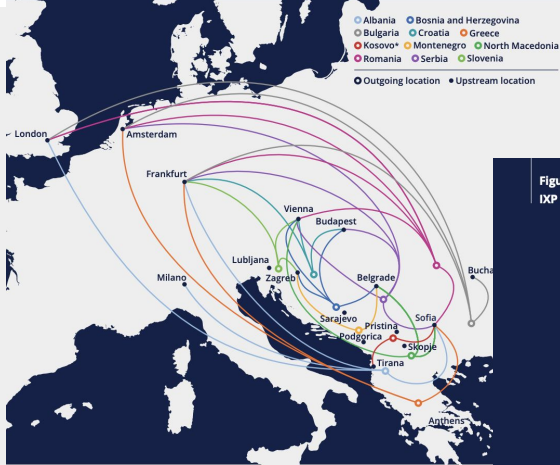 Albania Bosnia and Herzegovina
Bulgaria Croatia Greece
Kosovo* Montenegro North Macedonia
Romania Serbia Slovenia
Outgoing location • Upstream location
London
Amsterdam
Frankfurt
Figu
IXP
Vienna
Budapest
Lubljana
Zagreb
Milano
Belgrade
Bucha
Sarajevo
Pristina
Sofia
Podgorica
Skopje
Tirana
Anthens